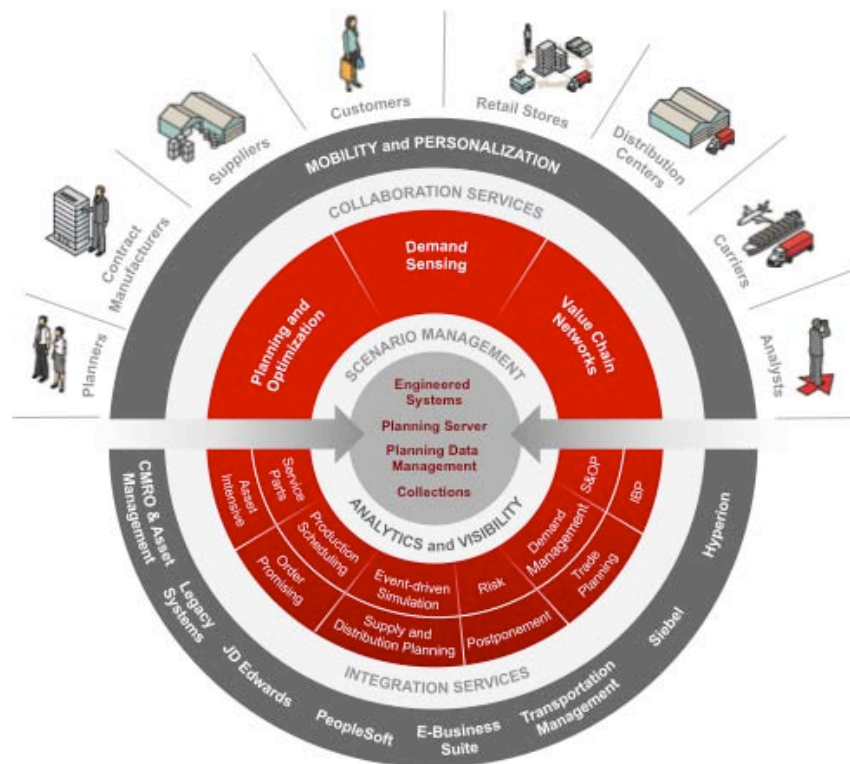 Planners
Contract
Manufacturers
Suppliers
Customers
Retail Stores
Distribution
Centers
Carriers
Analysts
MOBILITY and PERSONALIZATION
COLLABORATION SERVICES
Planning and
Optimization
Demand
Sensing
Value Chain
Networks
SCENARIO MANAGEMENT
Engineered
Systems
Planning Server
Planning Data
Management
Collections
ANALYTICS and VISIBILITY
Service
Parts
Production
Scheduling
Event-driven
Simulation
Risk
Demand
Management
S&OP
Asset
Intensive
Order
Promising
Supply and
Distribution Planning
Postponement
Trade
Planning
IBP
INTEGRATION SERVICES
CMRO & Asset
Management
Legacy
Systems
JD Edwards
PeopleSoft
E-Business
Suite
Transportation
Management
Siebel
Hyperion